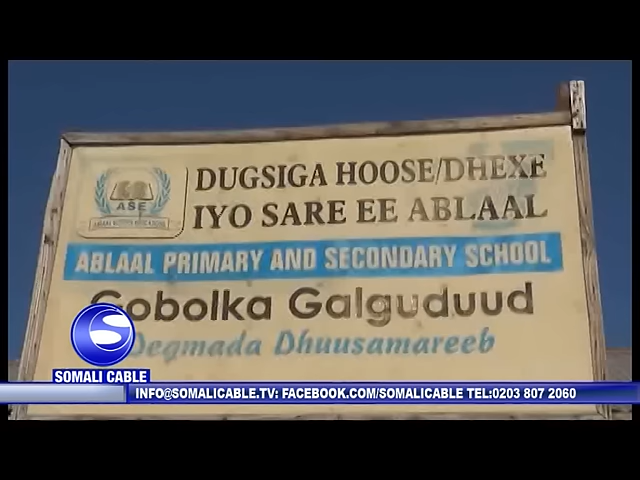 DUGSIGA HOOSE/DHEXE
IYO SARE EE ABLAAL
ASE
ABLAAL PRIMARY AND SECONDARY SCHOOL
Gobolka Galguduud
Degmada Dhuusamareeb
S
SOMALI CABLE
INFO@SOMALICABLE.TV: FACEBOOK.COM/SOMALICABLE TEL:0203 807 2060